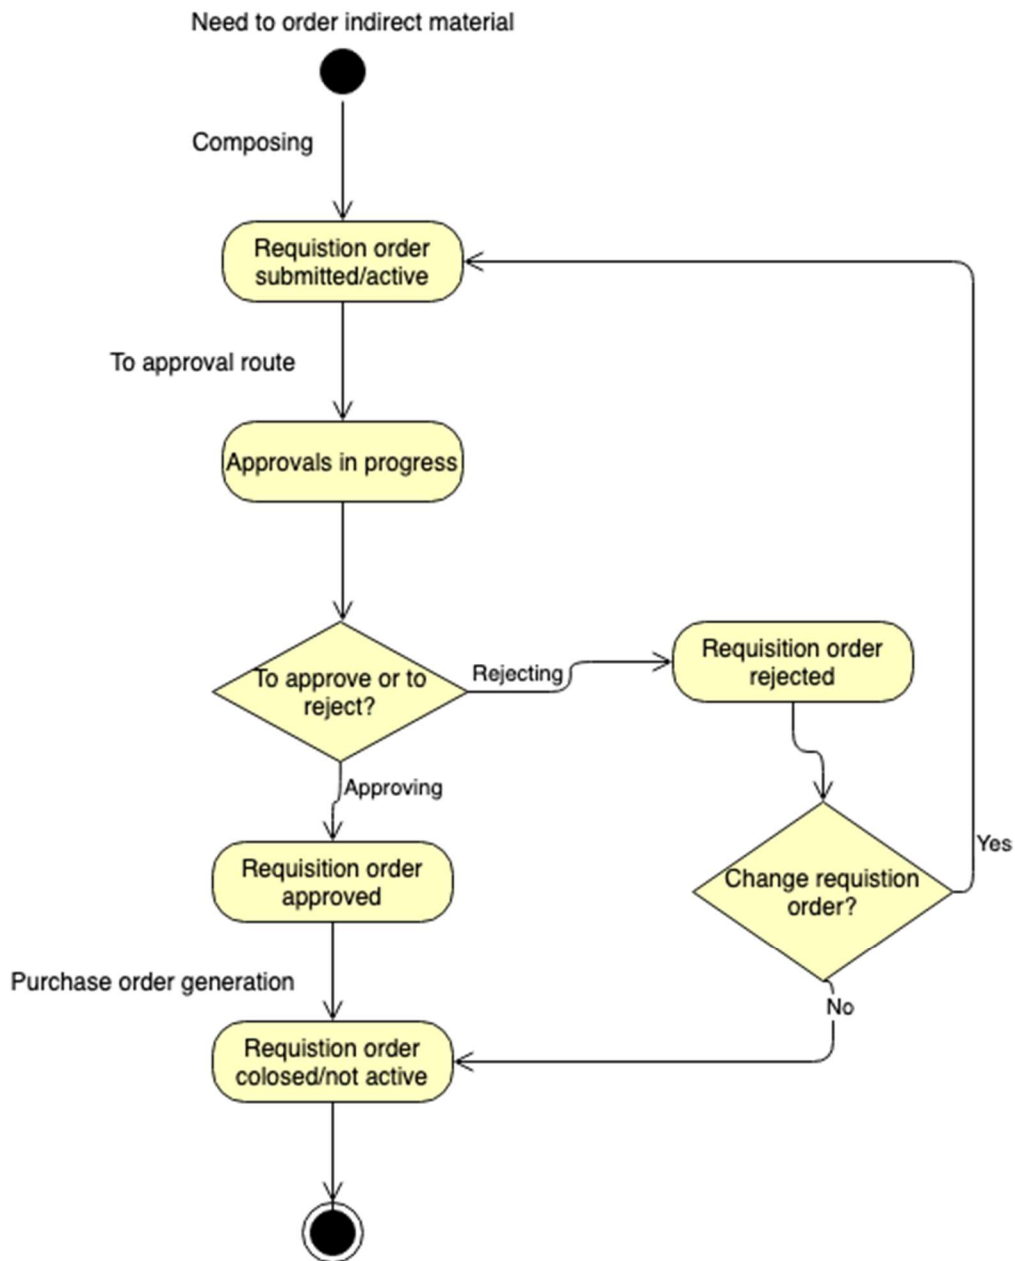 Need to order indirect material
Composing
Requistion order
submitted/active
To approval route
Approvals in progress
To approve or to
reject?
Rejecting
Requisition order
rejected
Approving
Requisition order
approved
Change requistion
order?
Yes
No
Purchase order generation
Requistion order
colosed/not active